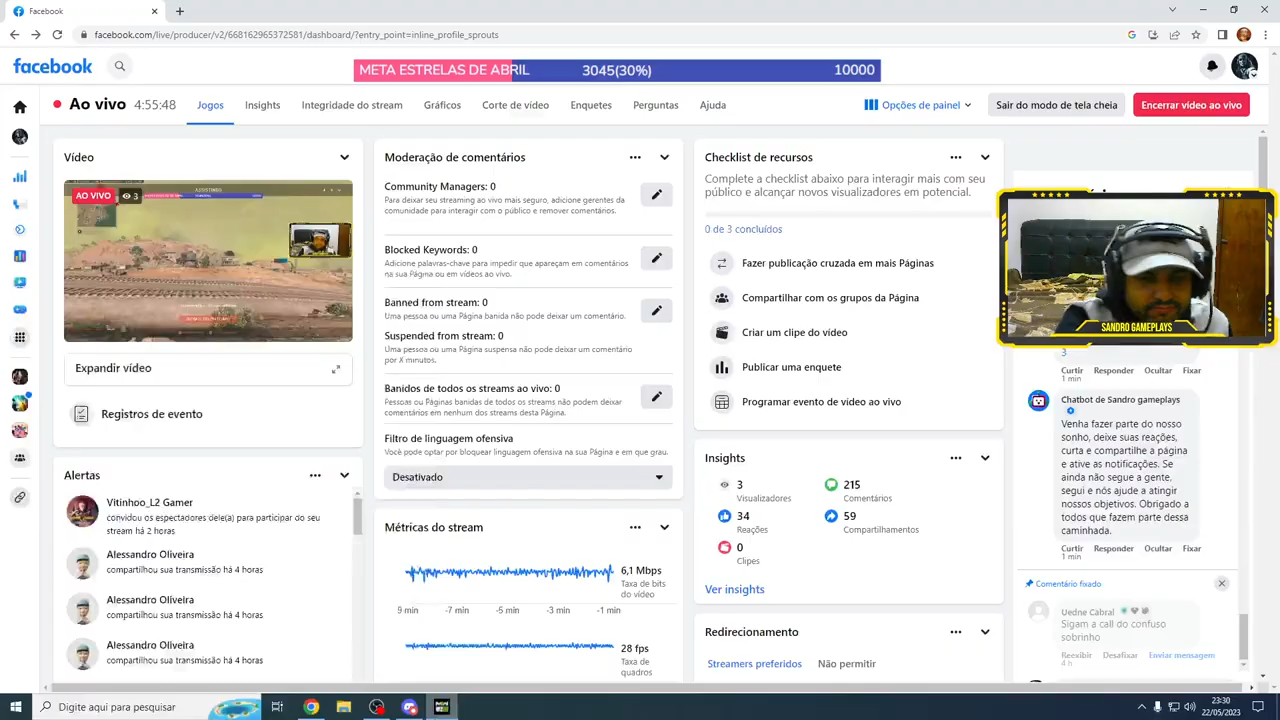 Facebook
facebook.com/live/producer/v2/668162965372581/dashboard/?entry_point=inline_profile_sprouts
facebook
META ESTRELAS DE ABRIL 3045(30%) 10000
Ao vivo 4:55:48 Jogos Insights Integridade do stream Gráficos Corte de vídeo Enquetes Perguntas Ajuda Opções de painel Sair do modo de tela cheia Encerrar vídeo ao vivo
Vídeo
AO VIVO 3
Expandir vídeo
Registros de evento
Alertas
Vitinhoo_L2 Gamer
convidou os espectadores dele(a) para participar do seu
stream há 2 horas
Alessandro Oliveira
compartilhou sua transmissão há 4 horas
Alessandro Oliveira
compartilhou sua transmissão há 4 horas
Alessandro Oliveira
compartilhou sua transmissão há 4 horas
Moderação de comentários
Community Managers: 0
Para deixar seu streaming ao vivo mais seguro, adicione gerentes da
comunidade para interagir com o público e remover comentários.
Blocked Keywords: 0
Adicione palavras-chave para impedir que apareçam em comentários
na sua Página ou em vídeos ao vivo.
Banned from stream: 0
Uma pessoa ou uma Página banida não pode deixar um comentário.
Suspended from stream: 0
Uma pessoa ou uma Página suspensa não pode deixar um comentário
por X minutos.
Banidos de todos os streams ao vivo: 0
Pessoas ou Páginas banidas de todos os streams não podem deixar
comentários em nenhum dos streams desta Página.
Filtro de linguagem ofensiva
Você pode optar por bloquear linguagem ofensiva na sua Página e em que grau.
Desativado
Métricas do stream
6,1 Mbps
Taxa de bits
do vídeo
9 min -7 min -5 min -3 min -1 min
28 fps
Taxa de
quadros
Checklist de recursos
Complete a checklist abaixo para interagir mais com seu
público e alcançar novos visualizadores em potencial.
0 de 3 concluídos
Fazer publicação cruzada em mais Páginas
Compartilhar com os grupos da Página
Criar um clipe do vídeo
Publicar uma enquete
Programar evento de vídeo ao vivo
Insights
3 215
Visualizadores Comentários
34 59
Reações Compartilhamentos
0
Clipes
Ver insights
Redirecionamento
Streamers preferidos Não permitir
SANDRO GAMEPLAYS
3
Curtir Responder Ocultar Fixar
1 min
Chatbot de Sandro gameplays
Venha fazer parte do nosso
sonho, deixe suas reações,
curta e compartilhe a página
e ative as notificações. Se
ainda não segue a gente,
segui e nós ajude a atingir
nossos objetivos. Obrigado a
todos que fazem parte dessa
caminhada.
Curtir Responder Ocultar Fixar
1 min
Comentário fixado
Uedne Cabral
Sigam a call do confuso
sobrinho
Reexibir Desafixar Enviar mensagem
4 h
Digite aqui para pesquisar
23:30
22/05/2023